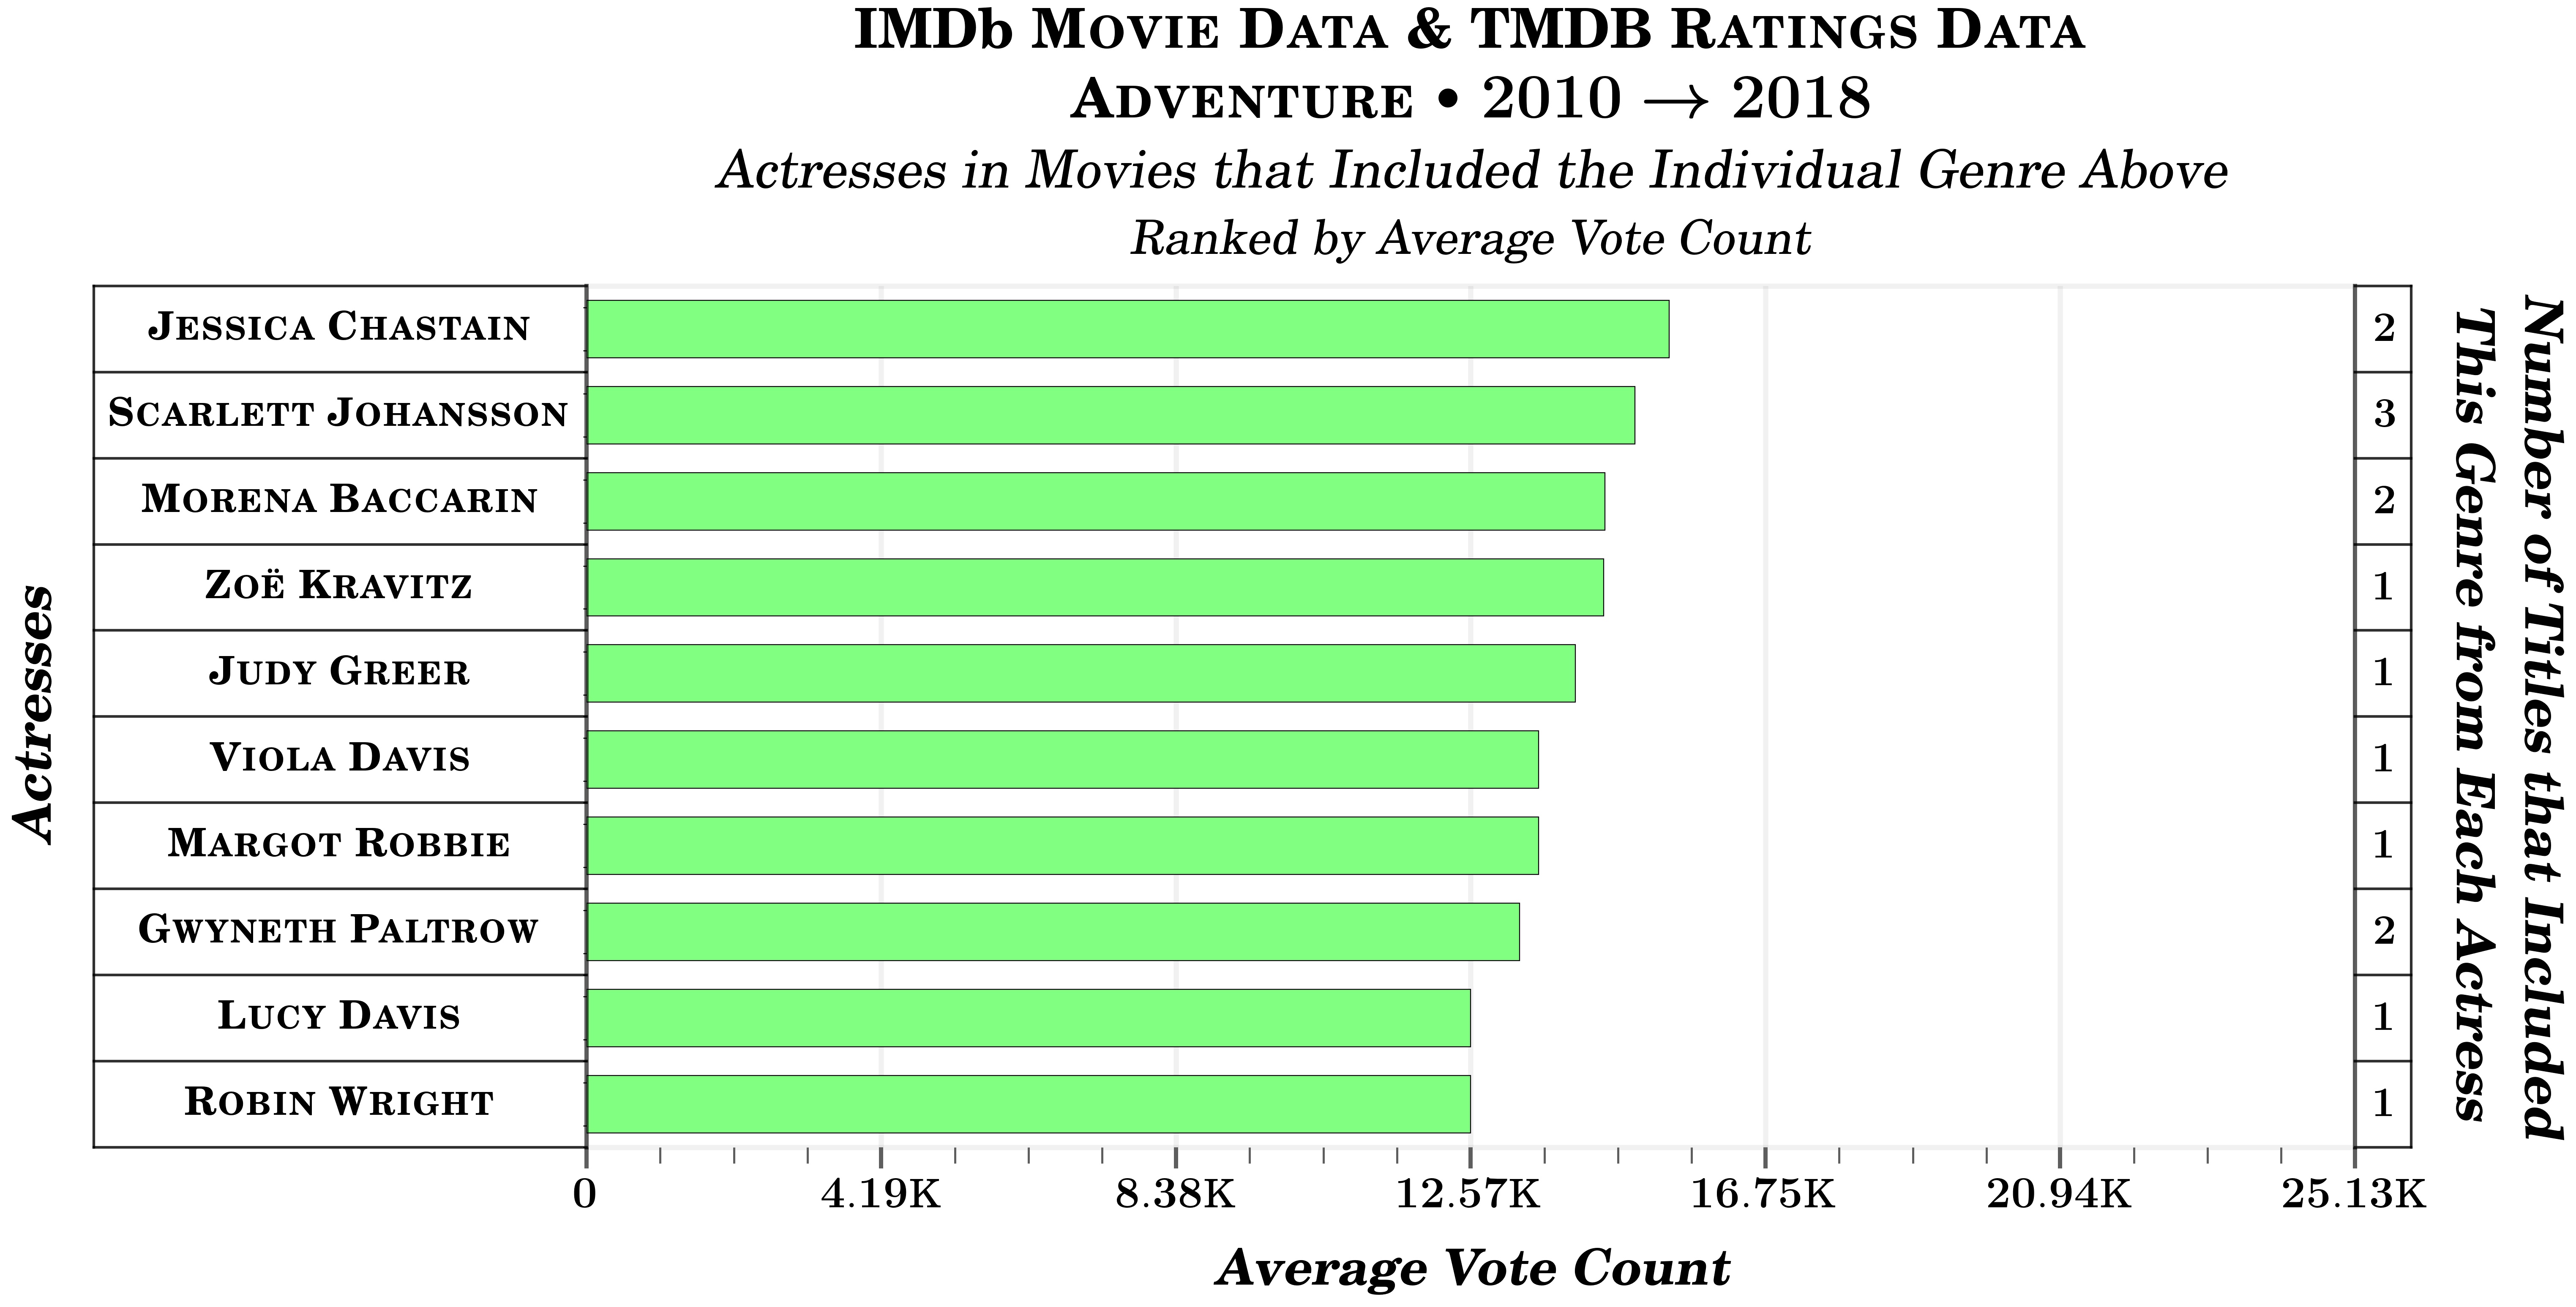 IMDb Movie Data & TMDB Ratings Data
Adventure • 2010 → 2018
Actresses in Movies that Included the Individual Genre Above
Ranked by Average Vote Count
Actresses
Jessica Chastain
Scarlett Johansson
Morena Baccarin
Zoë Kravitz
Judy Greer
Viola Davis
Margot Robbie
Gwyneth Paltrow
Lucy Davis
Robin Wright
2
3
2
1
1
1
1
2
1
1
Number of Titles that Included
This Genre from Each Actress
0 4.19K 8.38K 12.57K 16.75K 20.94K 25.13K
Average Vote Count